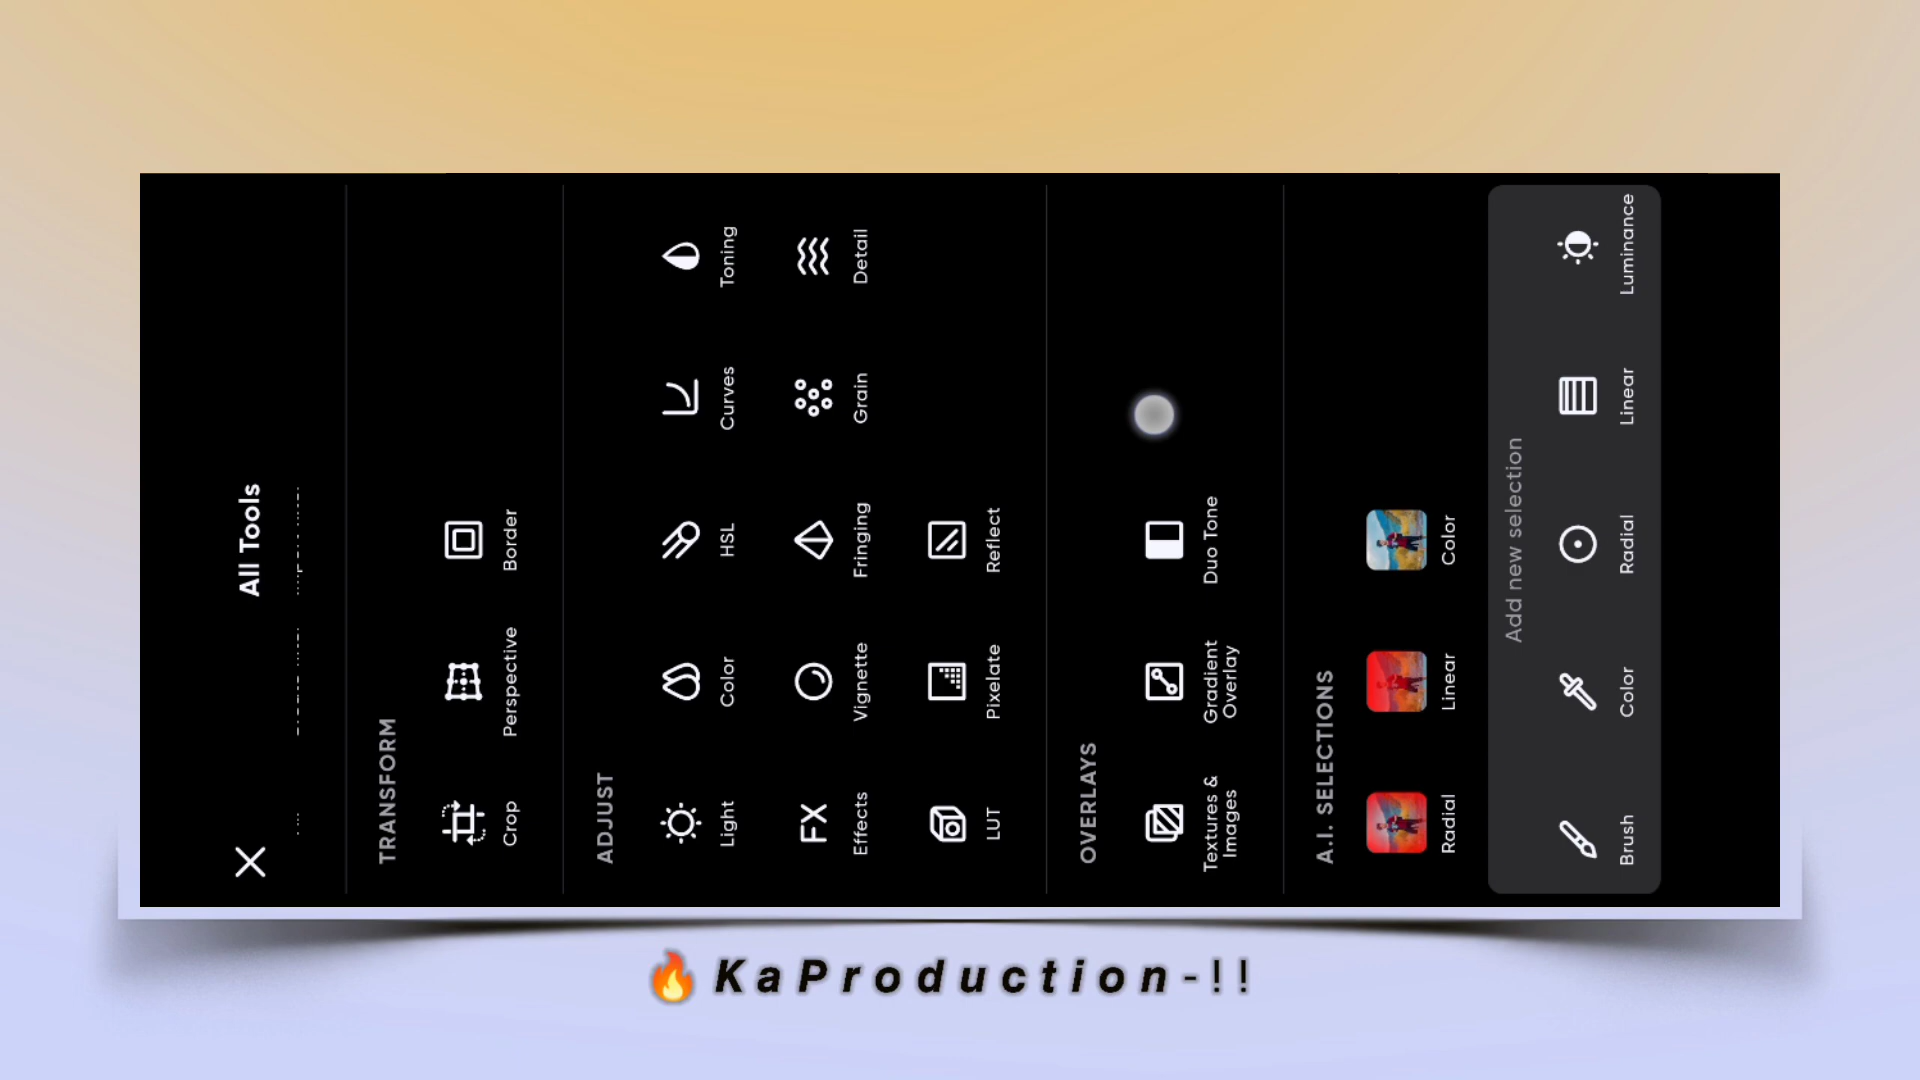 All Tools
TRANSFORM
Crop
Perspective
Border
ADJUST
Light
Color
HSL
Curves
Toning
FX
Effects
Vignette
Fringing
Grain
Detail
LUT
Pixelate
Reflect
OVERLAYS
Textures &
Images
Gradient
Overlay
Duo Tone
A.I. SELECTIONS
Radial
Linear
Color
Add new selection
Brush
Color
Radial
Linear
Luminance
🔥 KaProduction-!!